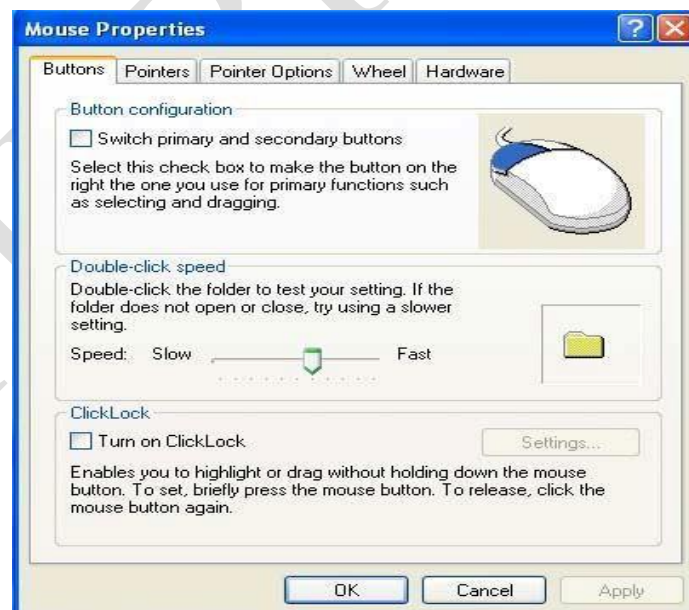 Mouse Properties
Buttons Pointers Pointer Options Wheel Hardware
Button configuration
Switch primary and secondary buttons
Select this check box to make the button on the
right the one you use for primary functions such
as selecting and dragging.
Double-click speed
Double-click the folder to test your setting. If the
folder does not open or close, try using a slower
setting.
Speed: Slow Fast
ClickLock
Turn on ClickLock
Settings...
Enables you to highlight or drag without holding down the mouse
button. To set, briefly press the mouse button. To release, click the
mouse button again.
OK Cancel Apply